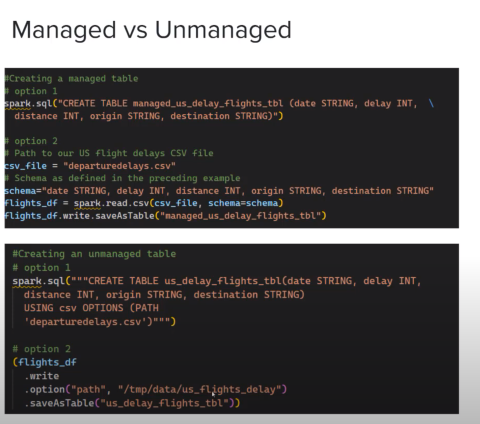 Managed vs Unmanaged
#Creating a managed table
# option 1
spark.sql("CREATE TABLE managed_us_delay_flights_tbl (date STRING, delay INT,  \
  distance INT, origin STRING, destination STRING)")
# option 2
# Path to our US flight delays CSV file
csv_file = "departuredelays.csv"
# Schema as defined in the preceding example
schema="date STRING, delay INT, distance INT, origin STRING, destination STRING"
flights_df = spark.read.csv(csv_file, schema=schema)
flights_df.write.saveAsTable("managed_us_delay_flights_tbl")
#Creating an unmanaged table
# option 1
spark.sql("""CREATE TABLE us_delay_flights_tbl(date STRING, delay INT,
  distance INT, origin STRING, destination STRING)
  USING csv OPTIONS (PATH
  'departuredelays.csv')""")
# option 2
(flights_df
  .write
  .option("path", "/tmp/data/us_flights_delay")
  .saveAsTable("us_delay_flights_tbl"))